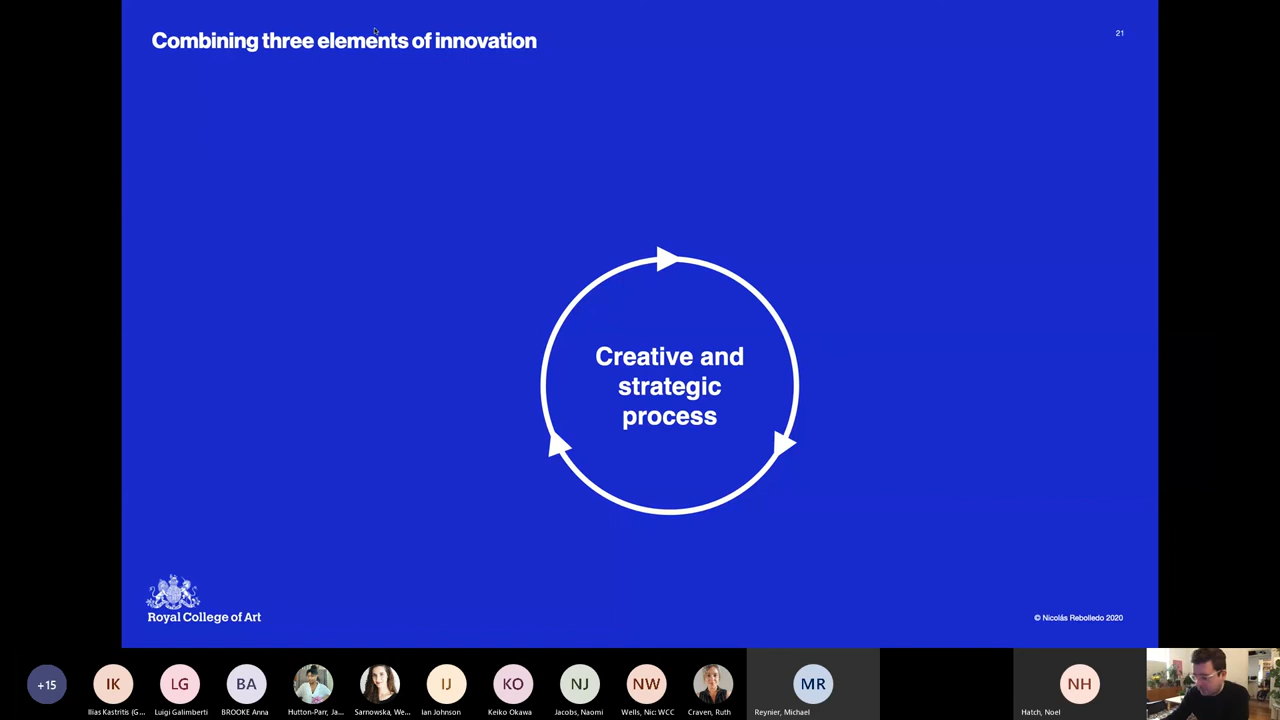 Combining three elements of innovation
21
Creative and
strategic
process
Royal College of Art
© Nicolás Rebolledo 2020
+15
IK
LG
BA
IJ
KO
NJ
NW
MR
NH
Ilias Kastritis (G...
Luigi Galimberti
BROOKE Anna
Hutton-Parr, Ja...
Sarnowska, We...
Ian Johnson
Keiko Okawa
Jacobs, Naomi
Wells, Nic: WCC
Craven, Ruth
Reynier, Michael
Hatch, Noel